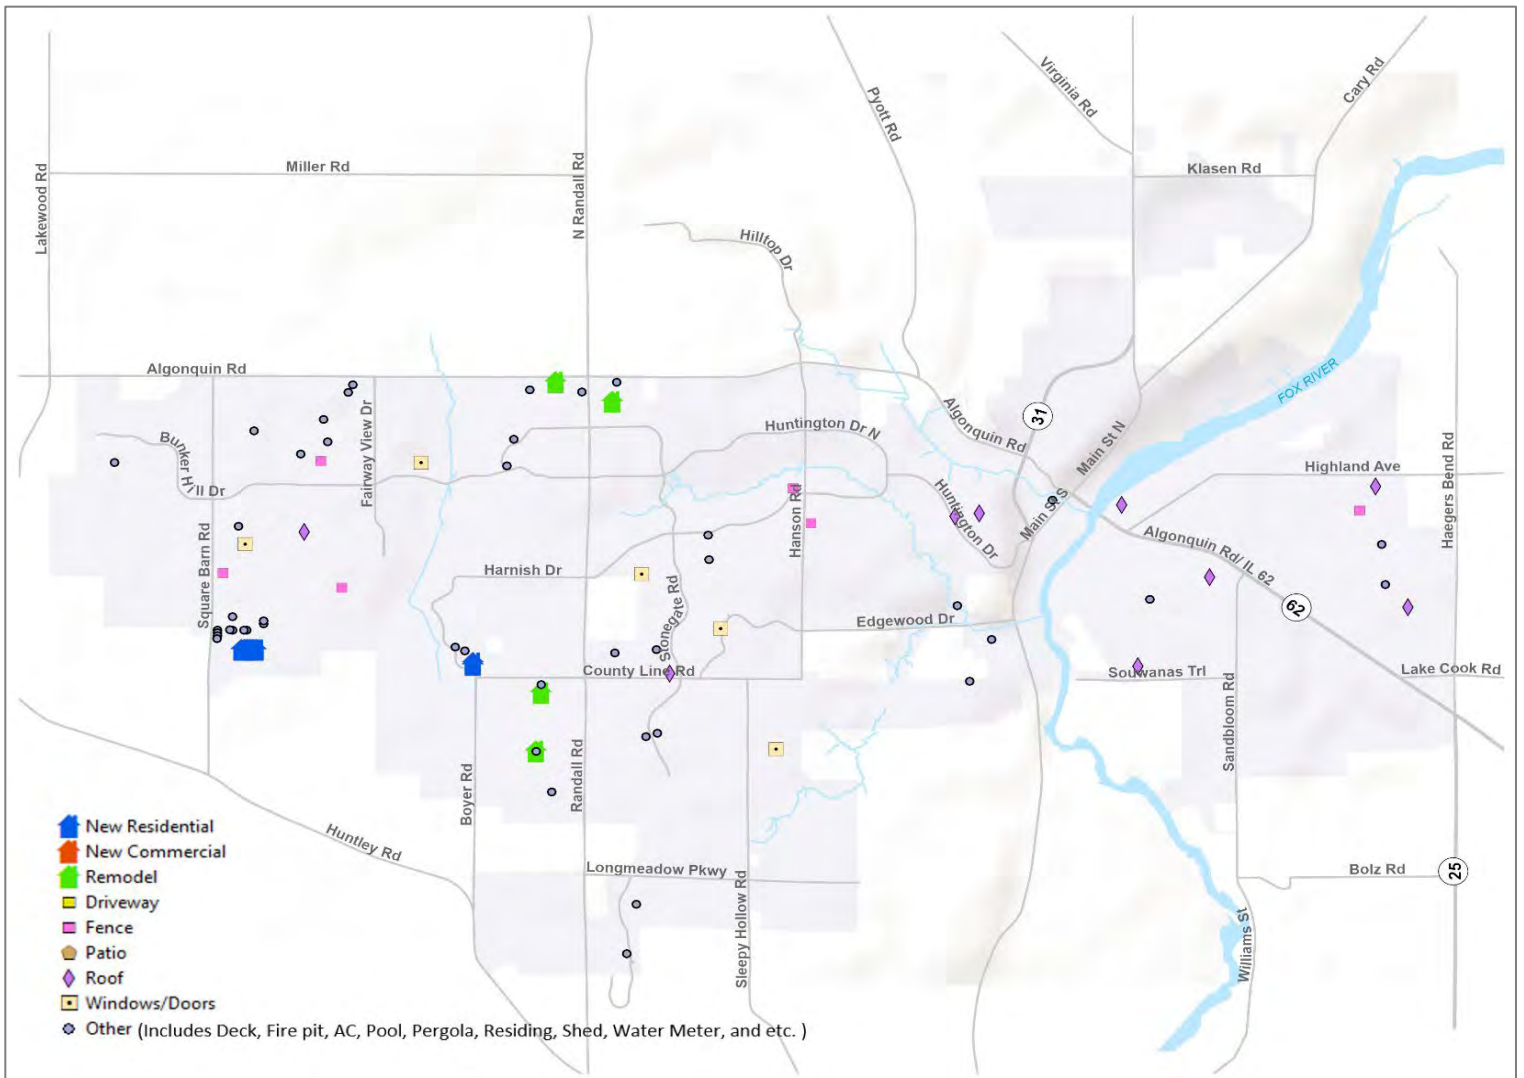 Virginia Rd
Cary Rd
Pyott Rd
Miller Rd
Klasen Rd
Lakewood Rd
N Randall Rd
Hilltop Dr
FOX RIVER
Algonquin Rd
Algonquin Rd
31
Main St N
Fairway View Dr
Huntington Dr N
Bunker Hill Dr
Highland Ave
Haegers Bend Rd
Huntington Dr
Main St S
Hanson Rd
Square Barn Rd
Algonquin Rd/ IL 62
Harnish Dr
Stonegate Rd
62
Edgewood Dr
County Line Rd
Souwanas Trl
Lake Cook Rd
Sandbloom Rd
Boyer Rd
Randall Rd
Huntley Rd
Longmeadow Pkwy
Bolz Rd
25
Sleepy Hollow Rd
Williams St
New Residential
New Commercial
Remodel
Driveway
Fence
Patio
Roof
Windows/Doors
Other (Includes Deck, Fire pit, AC, Pool, Pergola, Residing, Shed, Water Meter, and etc. )